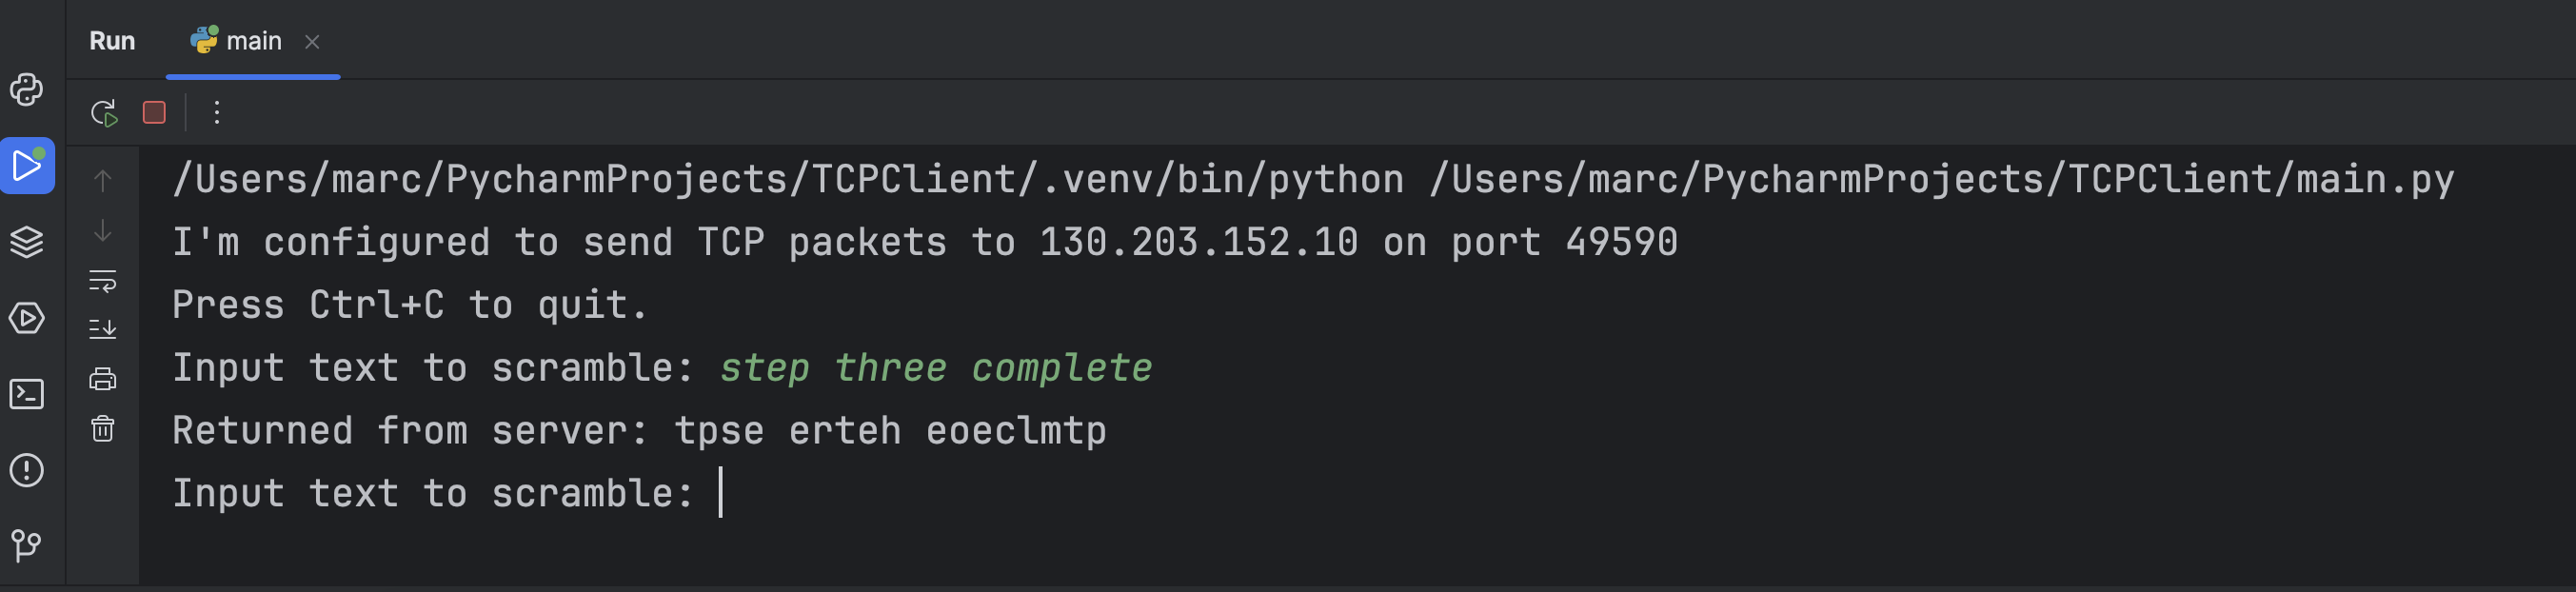 Run main
/Users/marc/PycharmProjects/TCPClient/.venv/bin/python /Users/marc/PycharmProjects/TCPClient/main.py
I'm configured to send TCP packets to 130.203.152.10 on port 49590
Press Ctrl+C to quit.
Input text to scramble: step three complete
Returned from server: tpse erteh eoeclmtp
Input text to scramble: